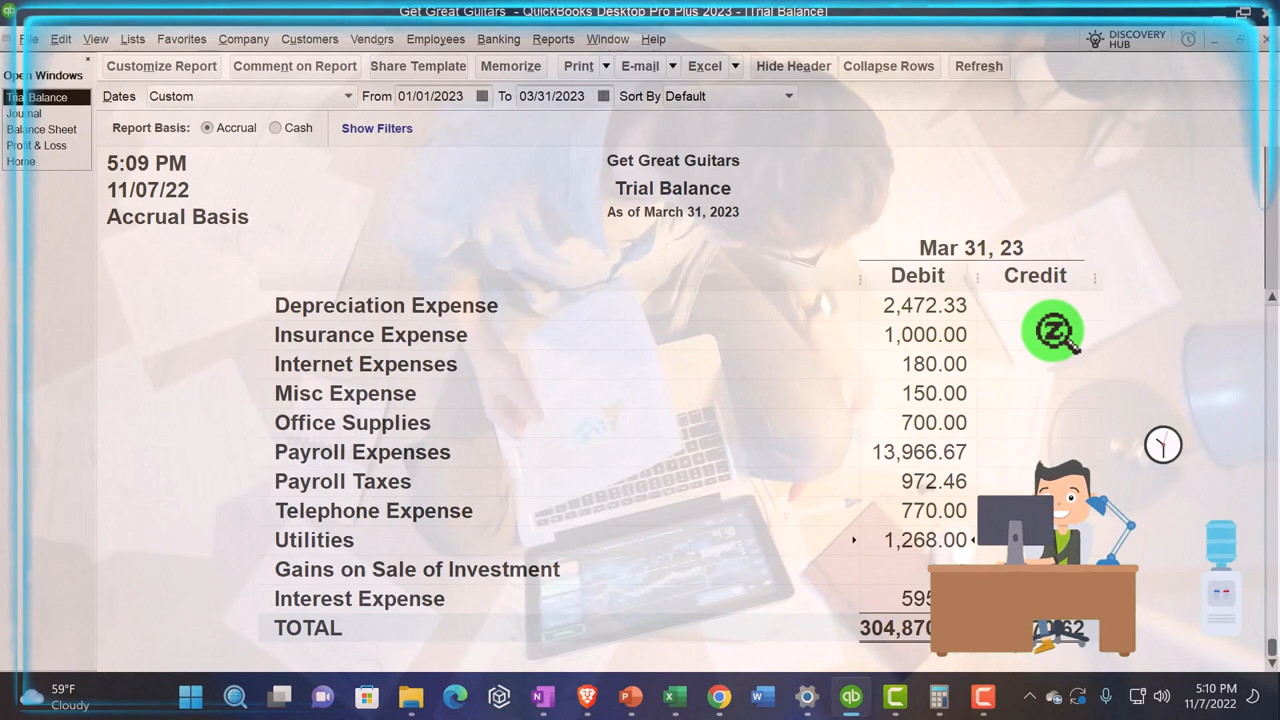 Get Great Guitars - QuickBooks Desktop Pro Plus 2023 - [Trial Balance]
File Edit View Lists Favorites Company Customers Vendors Employees Banking Reports Window Help
DISCOVERY HUB
Open Windows
Trial Balance
Journal
Balance Sheet
Profit & Loss
Home
Customize Report Comment on Report Share Template Memorize Print E-mail Excel Hide Header Collapse Rows Refresh
Dates Custom From 01/01/2023 To 03/31/2023 Sort By Default
Report Basis: Accrual Cash Show Filters
5:09 PM
11/07/22
Accrual Basis
Get Great Guitars
Trial Balance
As of March 31, 2023
Mar 31, 23
Debit Credit
Depreciation Expense 2,472.33
Insurance Expense 1,000.00
Internet Expenses 180.00
Misc Expense 150.00
Office Supplies 700.00
Payroll Expenses 13,966.67
Payroll Taxes 972.46
Telephone Expense 770.00
Utilities 1,268.00
Gains on Sale of Investment
Interest Expense
TOTAL
59°F
Cloudy
5:10 PM
11/7/2022